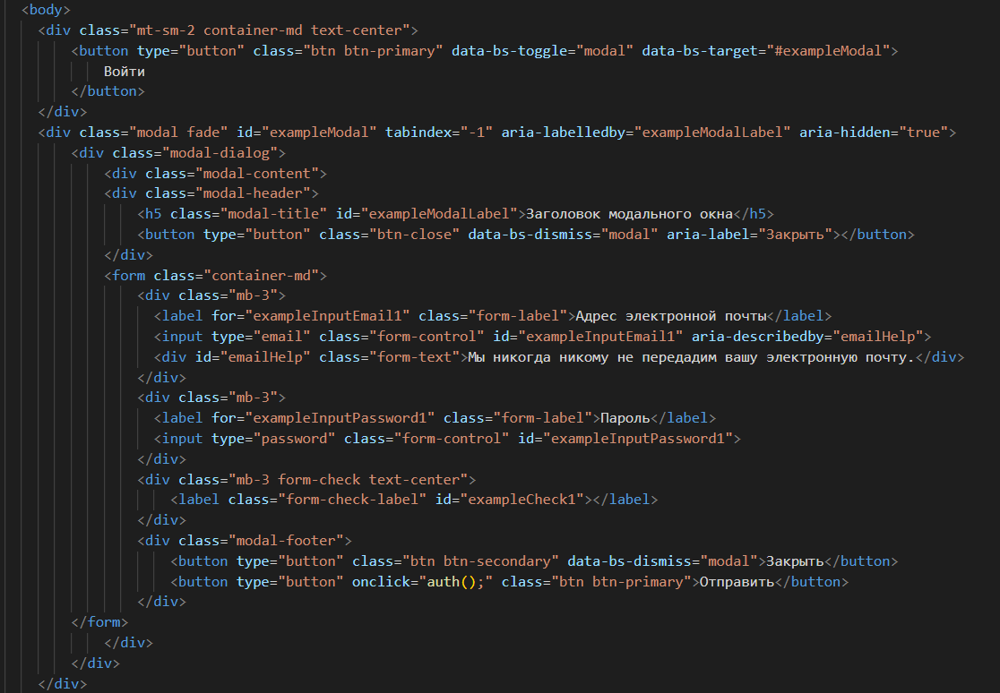 <body>
<div class="mt-sm-2 container-md text-center">
<button type="button" class="btn btn-primary" data-bs-toggle="modal" data-bs-target="#exampleModal">
Войти
</button>
</div>
<div class="modal fade" id="exampleModal" tabindex="-1" aria-labelledby="exampleModalLabel" aria-hidden="true">
<div class="modal-dialog">
<div class="modal-content">
<div class="modal-header">
<h5 class="modal-title" id="exampleModalLabel">Заголовок модального окна</h5>
<button type="button" class="btn-close" data-bs-dismiss="modal" aria-label="Закрыть"></button>
</div>
<form class="container-md">
<div class="mb-3">
<label for="exampleInputEmail1" class="form-label">Адрес электронной почты</label>
<input type="email" class="form-control" id="exampleInputEmail1" aria-describedby="emailHelp">
<div id="emailHelp" class="form-text">Мы никогда никому не передадим вашу электронную почту.</div>
</div>
<div class="mb-3">
<label for="exampleInputPassword1" class="form-label">Пароль</label>
<input type="password" class="form-control" id="exampleInputPassword1">
</div>
<div class="mb-3 form-check text-center">
<label class="form-check-label" id="exampleCheck1"></label>
</div>
<div class="modal-footer">
<button type="button" class="btn btn-secondary" data-bs-dismiss="modal">Закрыть</button>
<button type="button" onclick="auth();" class="btn btn-primary">Отправить</button>
</div>
</form>
</div>
</div>
</div>